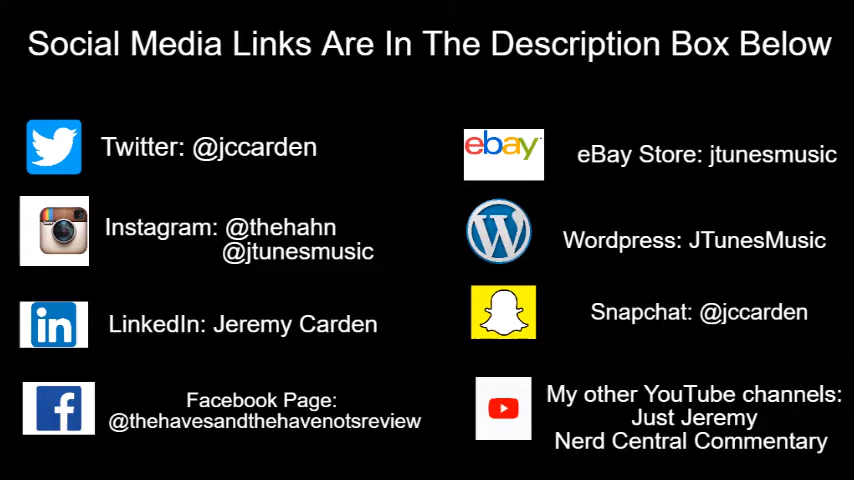 Social Media Links Are In The Description Box Below
Twitter: @jccarden
Instagram: @thehahn
@jtunesmusic
in LinkedIn: Jeremy Carden
f Facebook Page:
@thehavesandthehavenotsreview
ebay eBay Store: jtunesmusic
W Wordpress: JTunesMusic
Snapchat: @jccarden
My other YouTube channels:
Just Jeremy
Nerd Central Commentary